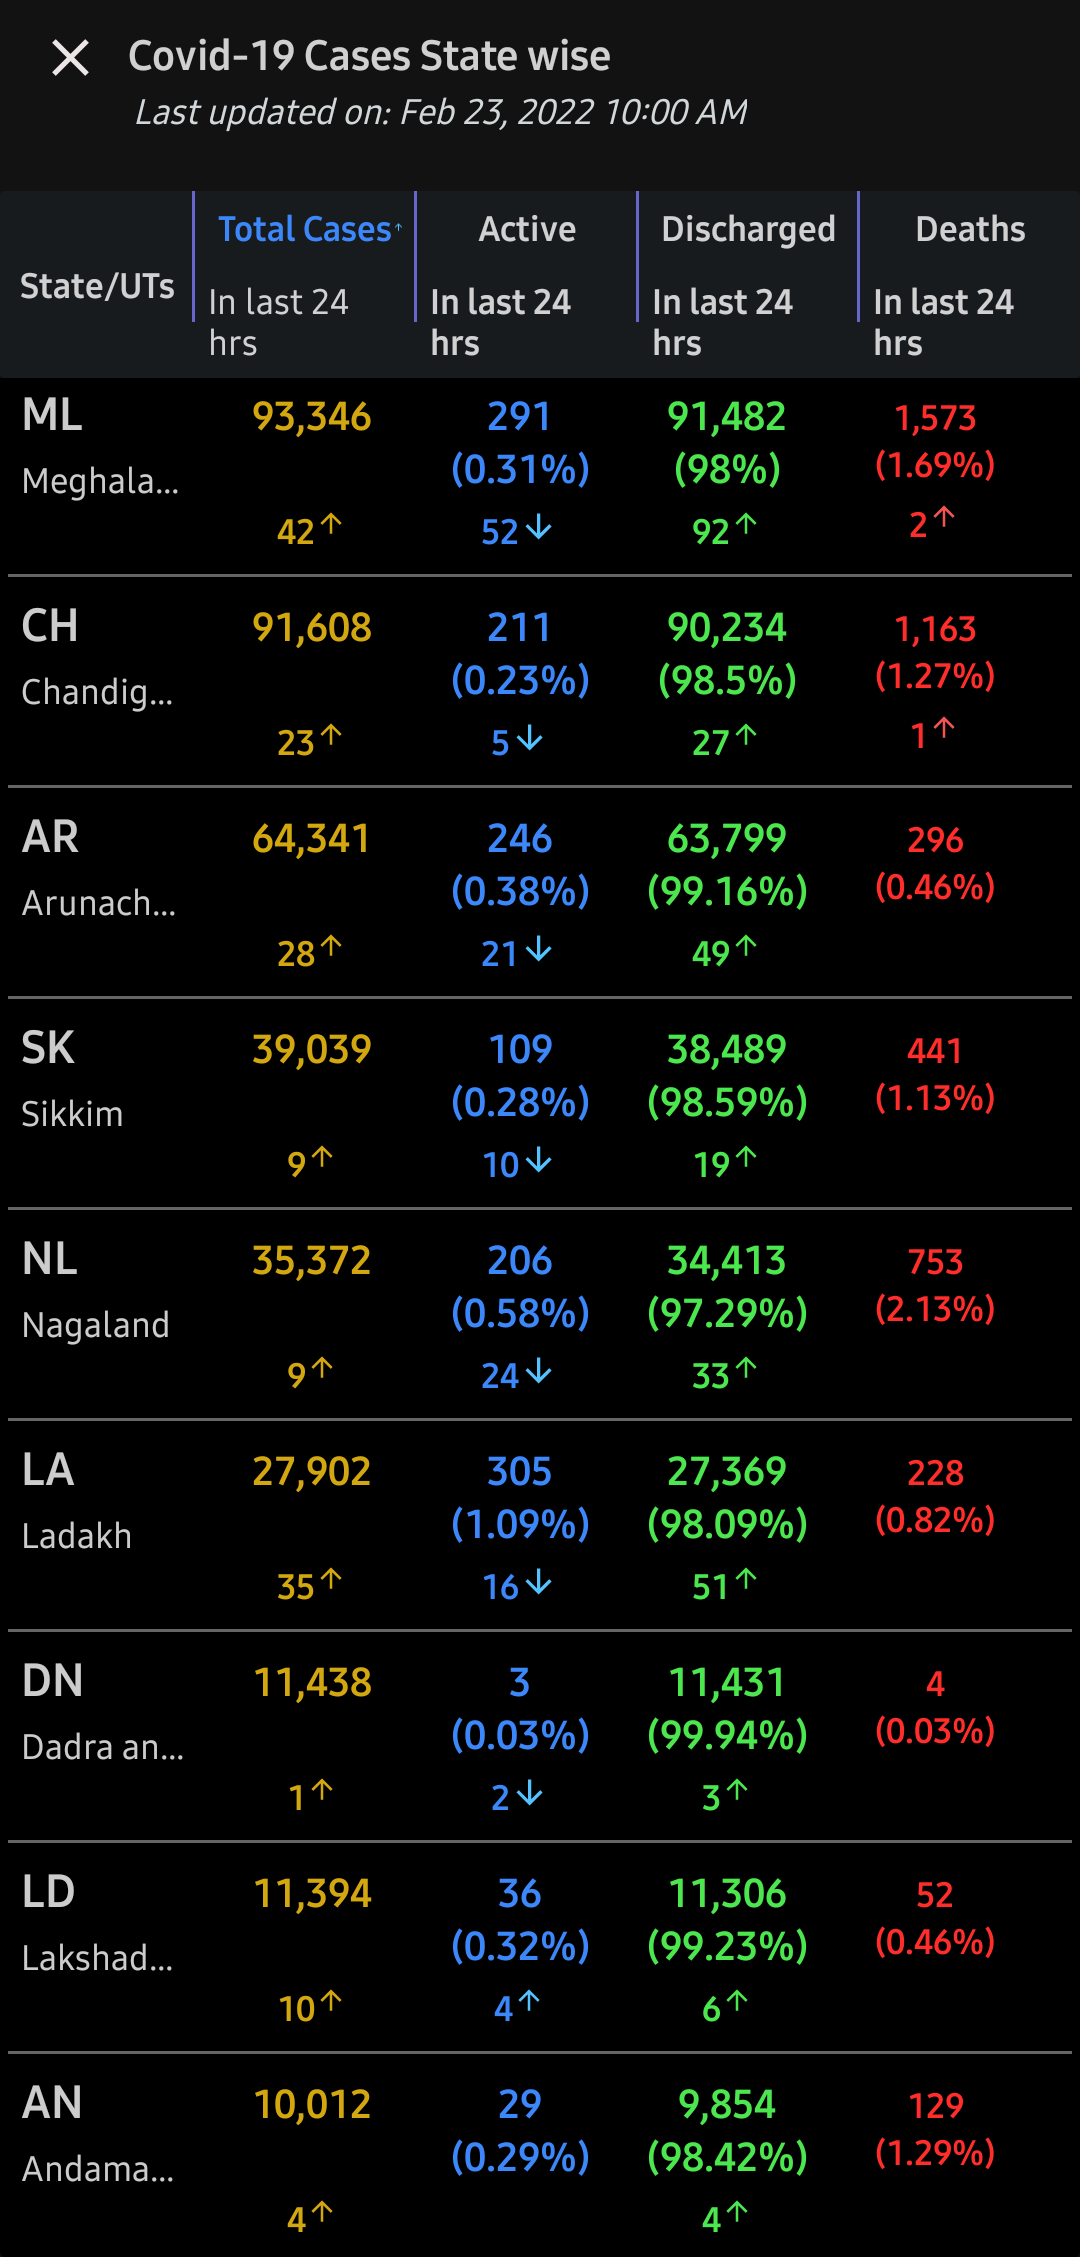 Covid-19 Cases State wise
Last updated on: Feb 23, 2022 10:00 AM
State/UTs
Total Cases↑ Active Discharged Deaths
In last 24 hrs In last 24 hrs In last 24 hrs In last 24 hrs
ML 93,346 291 91,482 1,573
Meghala... (0.31%) (98%) (1.69%)
42↑ 52↓ 92↑ 2↑
CH 91,608 211 90,234 1,163
Chandig... (0.23%) (98.5%) (1.27%)
23↑ 5↓ 27↑ 1↑
AR 64,341 246 63,799 296
Arunach... (0.38%) (99.16%) (0.46%)
28↑ 21↓ 49↑
SK 39,039 109 38,489 441
Sikkim (0.28%) (98.59%) (1.13%)
9↑ 10↓ 19↑
NL 35,372 206 34,413 753
Nagaland (0.58%) (97.29%) (2.13%)
9↑ 24↓ 33↑
LA 27,902 305 27,369 228
Ladakh (1.09%) (98.09%) (0.82%)
35↑ 16↓ 51↑
DN 11,438 3 11,431 4
Dadra an... (0.03%) (99.94%) (0.03%)
1↑ 2↓ 3↑
LD 11,394 36 11,306 52
Lakshad... (0.32%) (99.23%) (0.46%)
10↑ 4↑ 6↑
AN 10,012 29 9,854 129
Andama... (0.29%) (98.42%) (1.29%)
4↑ 4↑